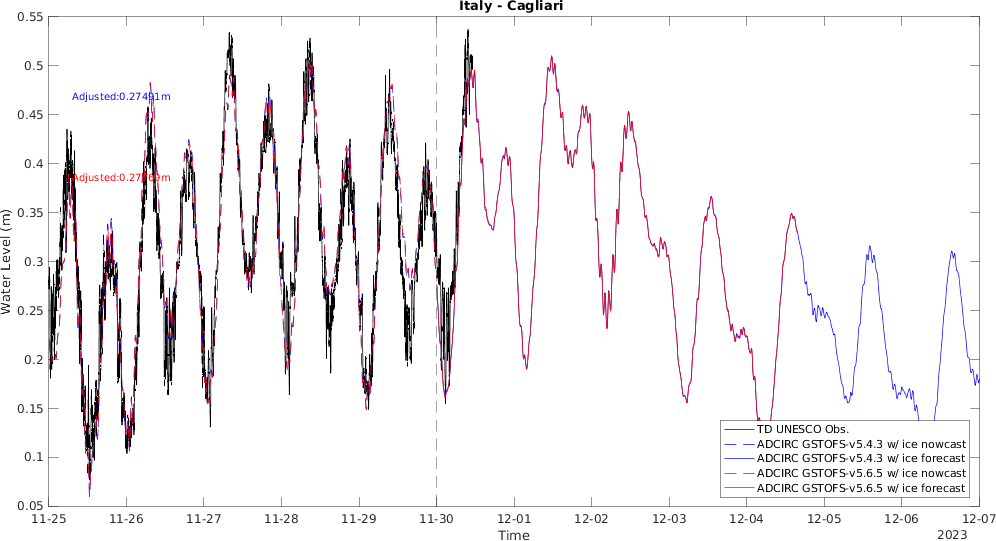 Italy - Cagliari
0.55
0.5
0.45
0.4
0.35
0.3
0.25
0.2
0.15
0.1
0.05
Water Level (m)
Adjusted:0.27491m
11-25
11-26
11-27
11-28
11-29
11-30
12-01
12-02
12-03
12-04
12-05
12-06
12-07
2023
Time
TD UNESCO Obs.
ADCIRC GSTOFS-v5.4.3 w/ ice nowcast
ADCIRC GSTOFS-v5.4.3 w/ ice forecast
ADCIRC GSTOFS-v5.6.5 w/ ice nowcast
ADCIRC GSTOFS-v5.6.5 w/ ice forecast